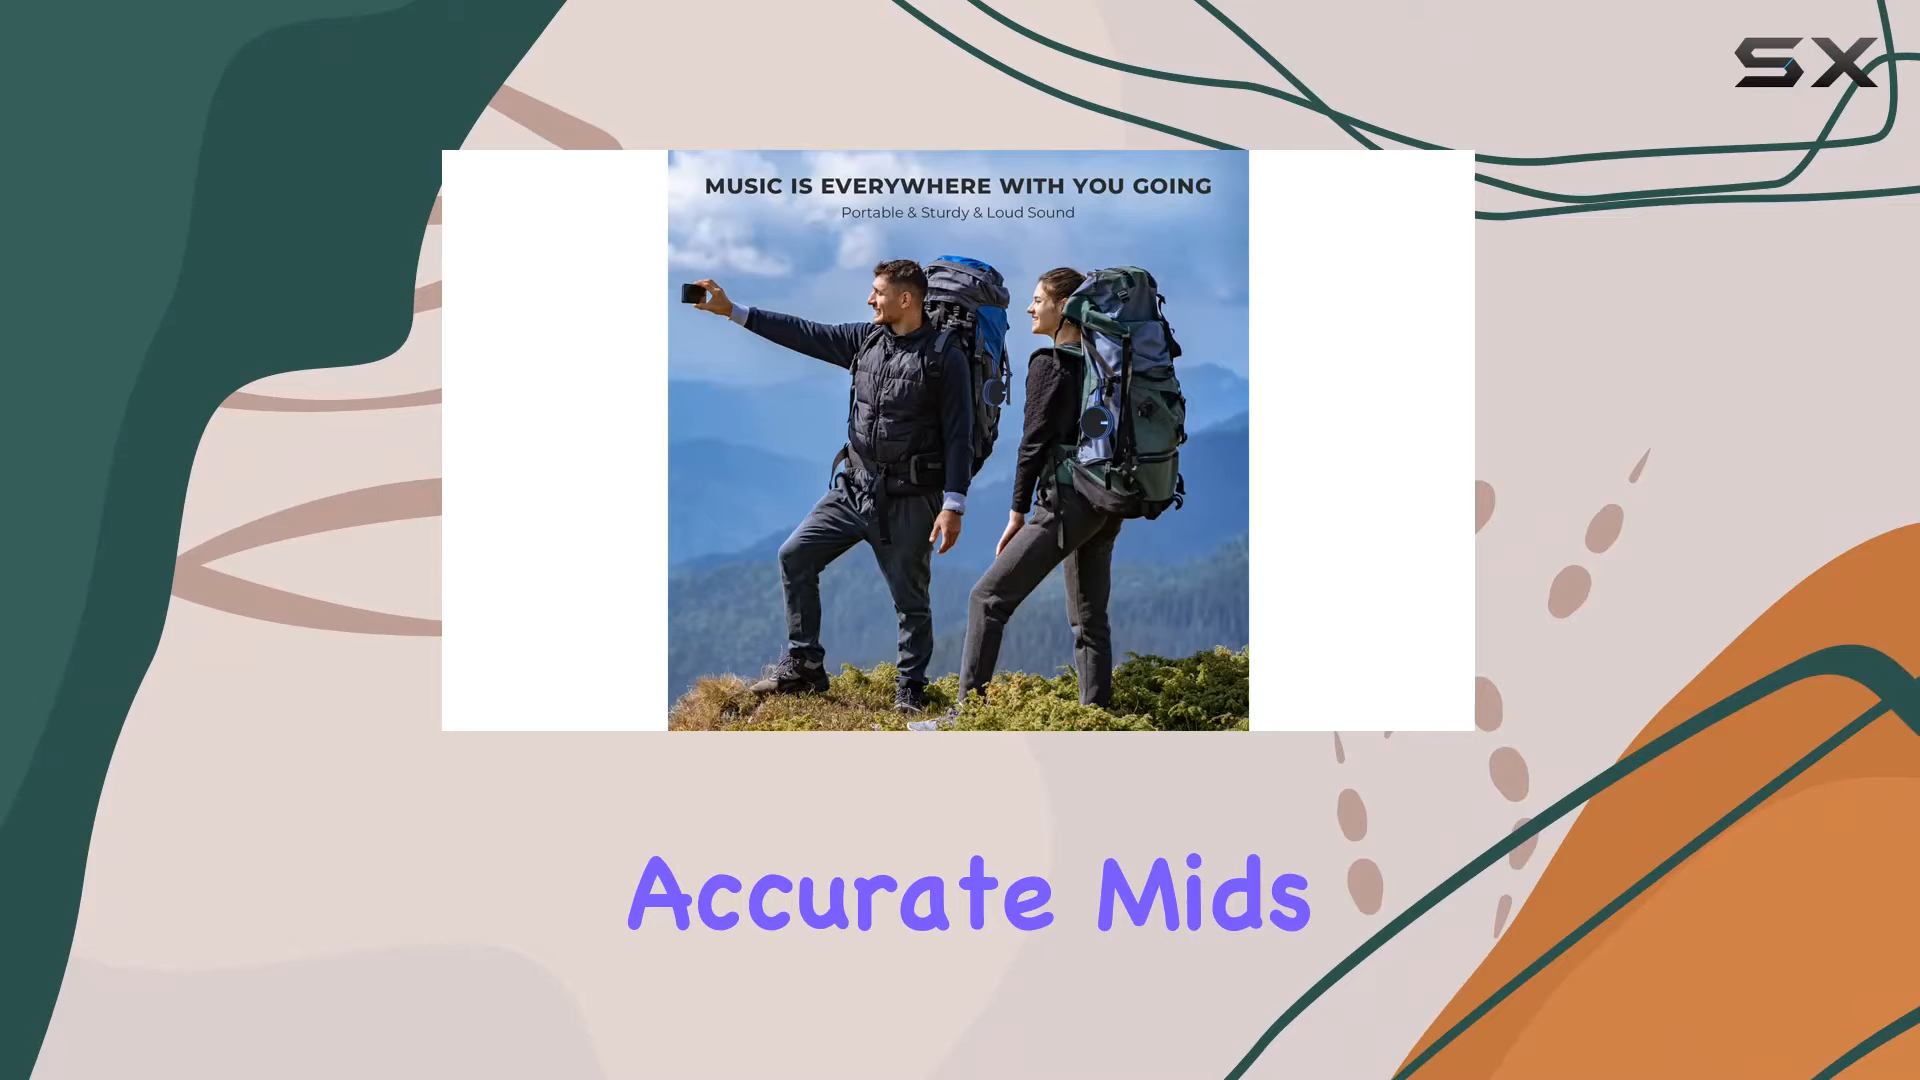 SX
MUSIC IS EVERYWHERE WITH YOU GOING
Portable & Sturdy & Loud Sound
Accurate Mids